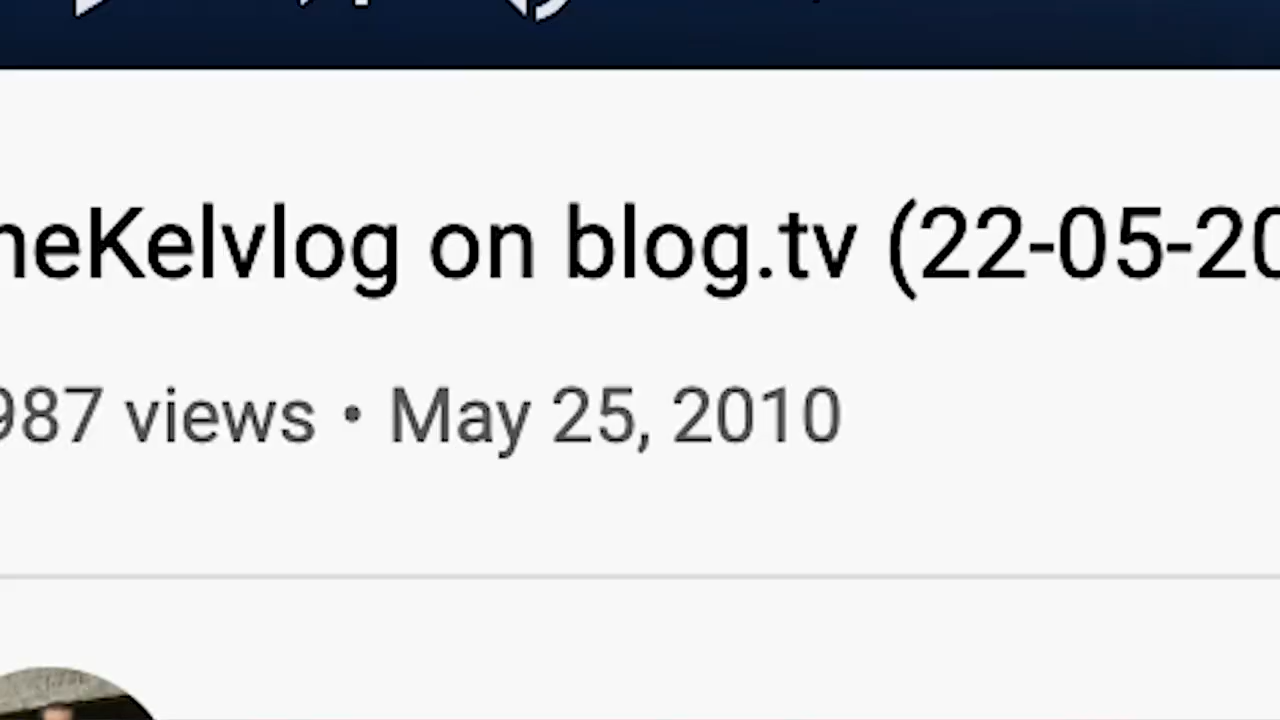 heKelvlog on blog.tv (22-05-20
987 views • May 25, 2010